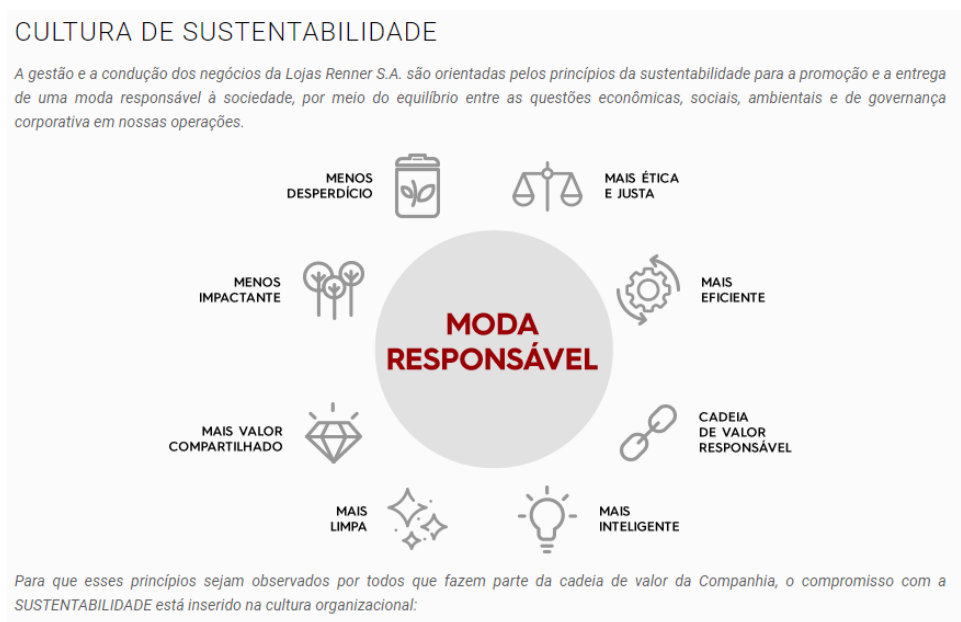 CULTURA DE SUSTENTABILIDADE
A gestão e a condução dos negócios da Lojas Renner S.A. são orientadas pelos princípios da sustentabilidade para a promoção e a entrega
de uma moda responsável à sociedade, por meio do equilíbrio entre as questões econômicas, sociais, ambientais e de governança
corporativa em nossas operações.
MENOS
DESPERDÍCIO
MAIS ÉTICA
E JUSTA
MENOS
IMPACTANTE
MAIS
EFICIENTE
MODA
RESPONSÁVEL
MAIS VALOR
COMPARTILHADO
CADEIA
DE VALOR
RESPONSÁVEL
MAIS
LIMPA
MAIS
INTELIGENTE
Para que esses princípios sejam observados por todos que fazem parte da cadeia de valor da Companhia, o compromisso com a
SUSTENTABILIDADE está inserido na cultura organizacional: